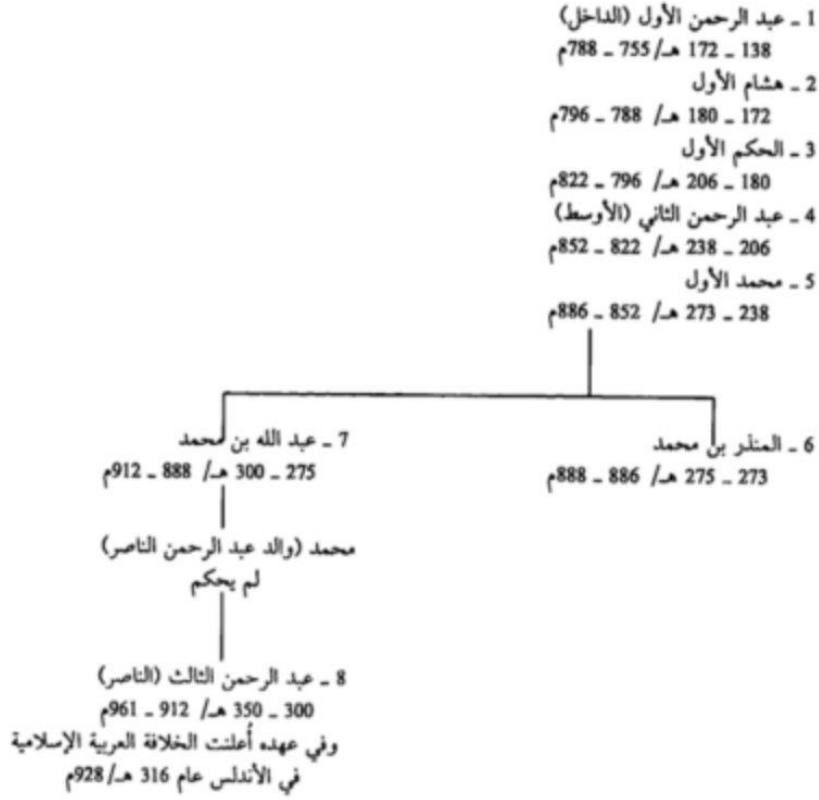 1 ـ عبد الرحمن الأول (الداخل)
138 ـ 172 هـ/ 755 ـ 788م
2 ـ هشام الأول
172 ـ 180 هـ/ 788 ـ 796م
3 ـ الحكم الأول
180 ـ 206 هـ/ 796 ـ 822م
4 ـ عبد الرحمن الثاني (الأوسط)
206 ـ 238 هـ/ 822 ـ 852م
5 ـ محمد الأول
238 ـ 273 هـ/ 852 ـ 886م
6 ـ المنذر بن محمد
273 ـ 275 هـ/ 886 ـ 888م
7 ـ عبد الله بن محمد
275 ـ 300 هـ/ 888 ـ 912م
محمد (والد عبد الرحمن الناصر)
لم يحكم
8 ـ عبد الرحمن الثالث (الناصر)
300 ـ 350 هـ/ 912 ـ 961م
وفي عهده أُعلنت الخلافة العربية الإسلامية
في الأندلس عام 316 هـ/928م